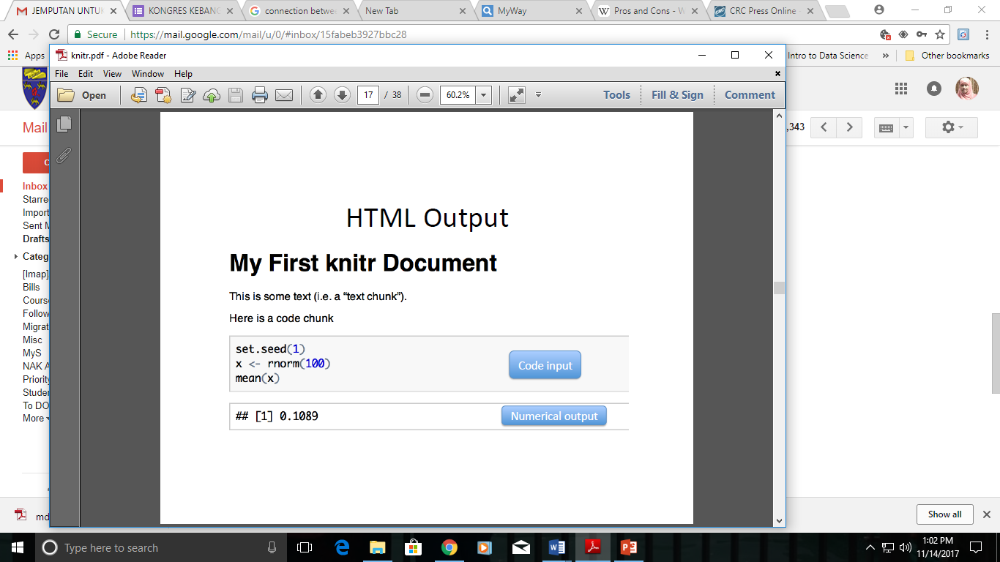 JEMPUTAN UNTUK
KONGRES KEBANG
connection betwee
New Tab
MyWay
Pros and Cons - W
CRC Press Online -
Secure
https://mail.google.com/mail/u/0/#inbox/15fabeb3927bbc28
Apps
Intro to Data Science
»
Other bookmarks
knitr.pdf - Adobe Reader
File Edit View Window Help
Open
17 / 38
60.2%
Tools
Fill & Sign
Comment
Mail
,343
C
Inbox
Starre
Import
Sent M
Drafts
Categ
[Imap]
Bills
Course
Follow
Migrat
Misc
MyS
NAK A
Priority
Studen
To DO
More
HTML Output
My First knitr Document
This is some text (i.e. a “text chunk”).
Here is a code chunk
set.seed(1)
x <- rnorm(100)
mean(x)
Code input
## [1] 0.1089
Numerical output
md
Show all
Type here to search
1:02 PM
11/14/2017